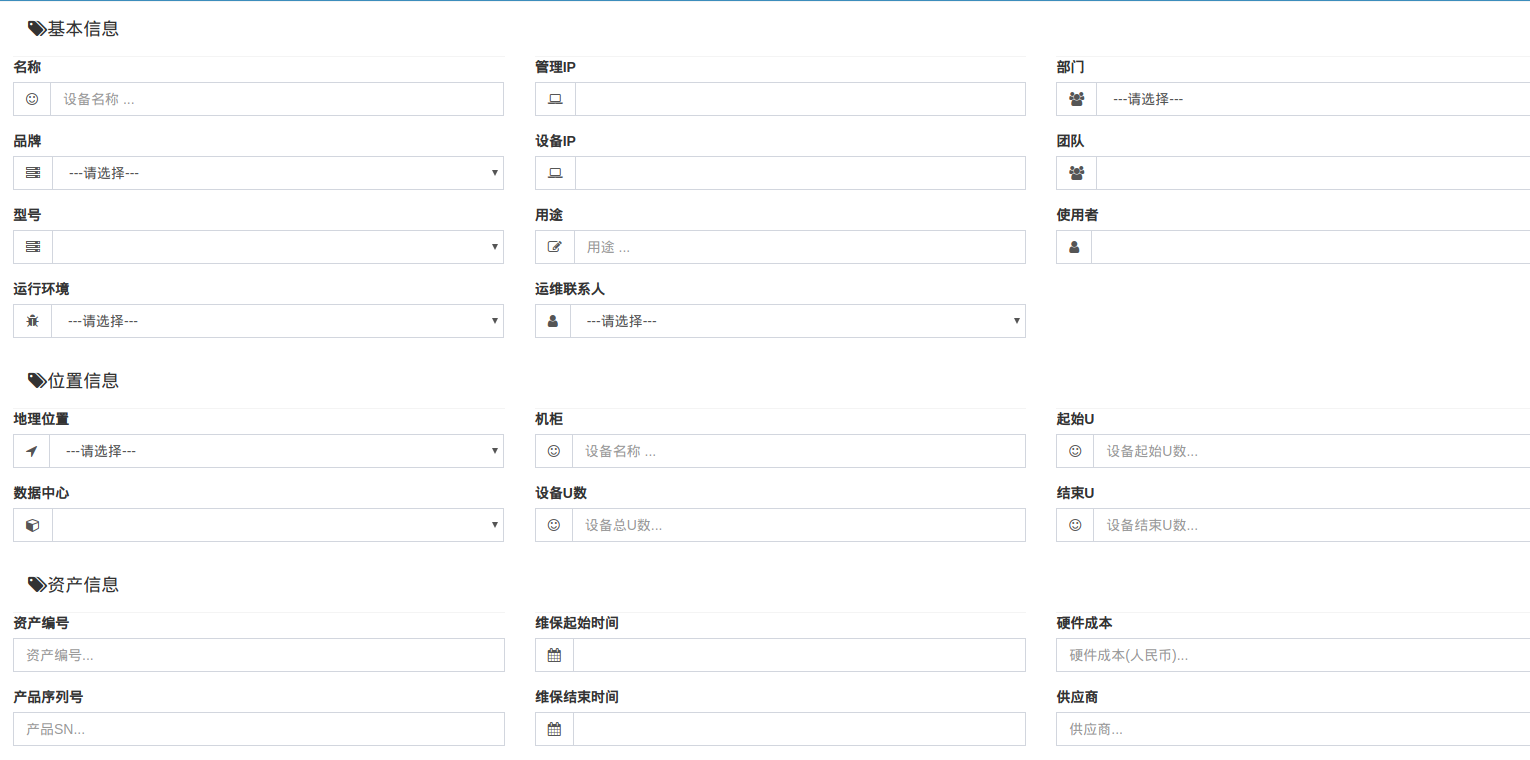 基本信息
名称 管理IP 部门
设备名称 ... ---请选择---
品牌 设备IP 团队
---请选择---
型号 用途 使用者
用途 ...
运行环境 运维联系人
---请选择--- ---请选择---
位置信息
地理位置 机柜 起始U
---请选择--- 设备名称 ... 设备起始U数...
数据中心 设备U数 结束U
设备总U数... 设备结束U数...
资产信息
资产编号 维保起始时间 硬件成本
资产编号... 硬件成本(人民币)...
产品序列号 维保结束时间 供应商
产品SN... 供应商...